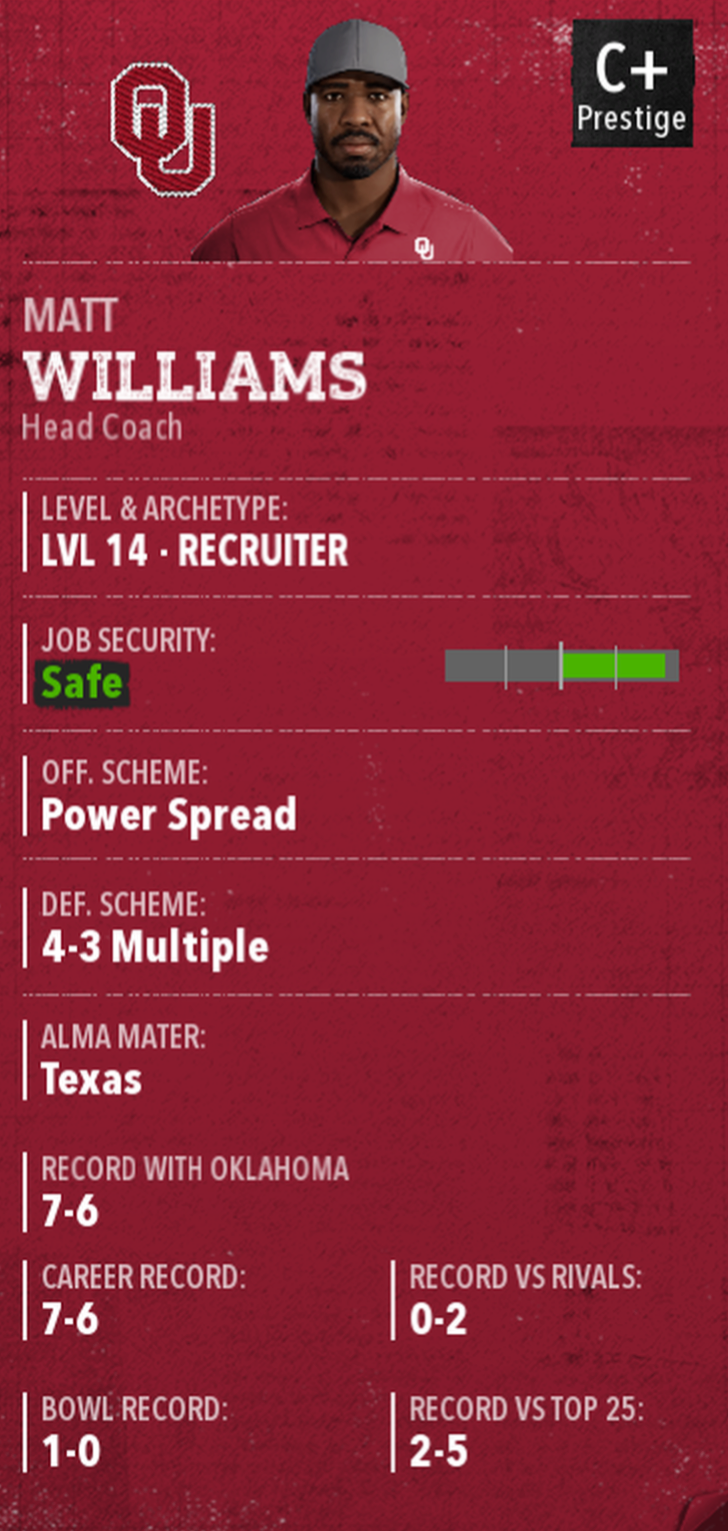 OU
C+
Prestige
OU
MATT
WILLIAMS
Head Coach
LEVEL & ARCHETYPE:
LVL 14 · RECRUITER
JOB SECURITY:
Safe
OFF. SCHEME:
Power Spread
DEF. SCHEME:
4-3 Multiple
ALMA MATER:
Texas
RECORD WITH OKLAHOMA
7-6
CAREER RECORD: RECORD VS RIVALS:
7-6 0-2
BOWL RECORD: RECORD VS TOP 25:
1-0 2-5